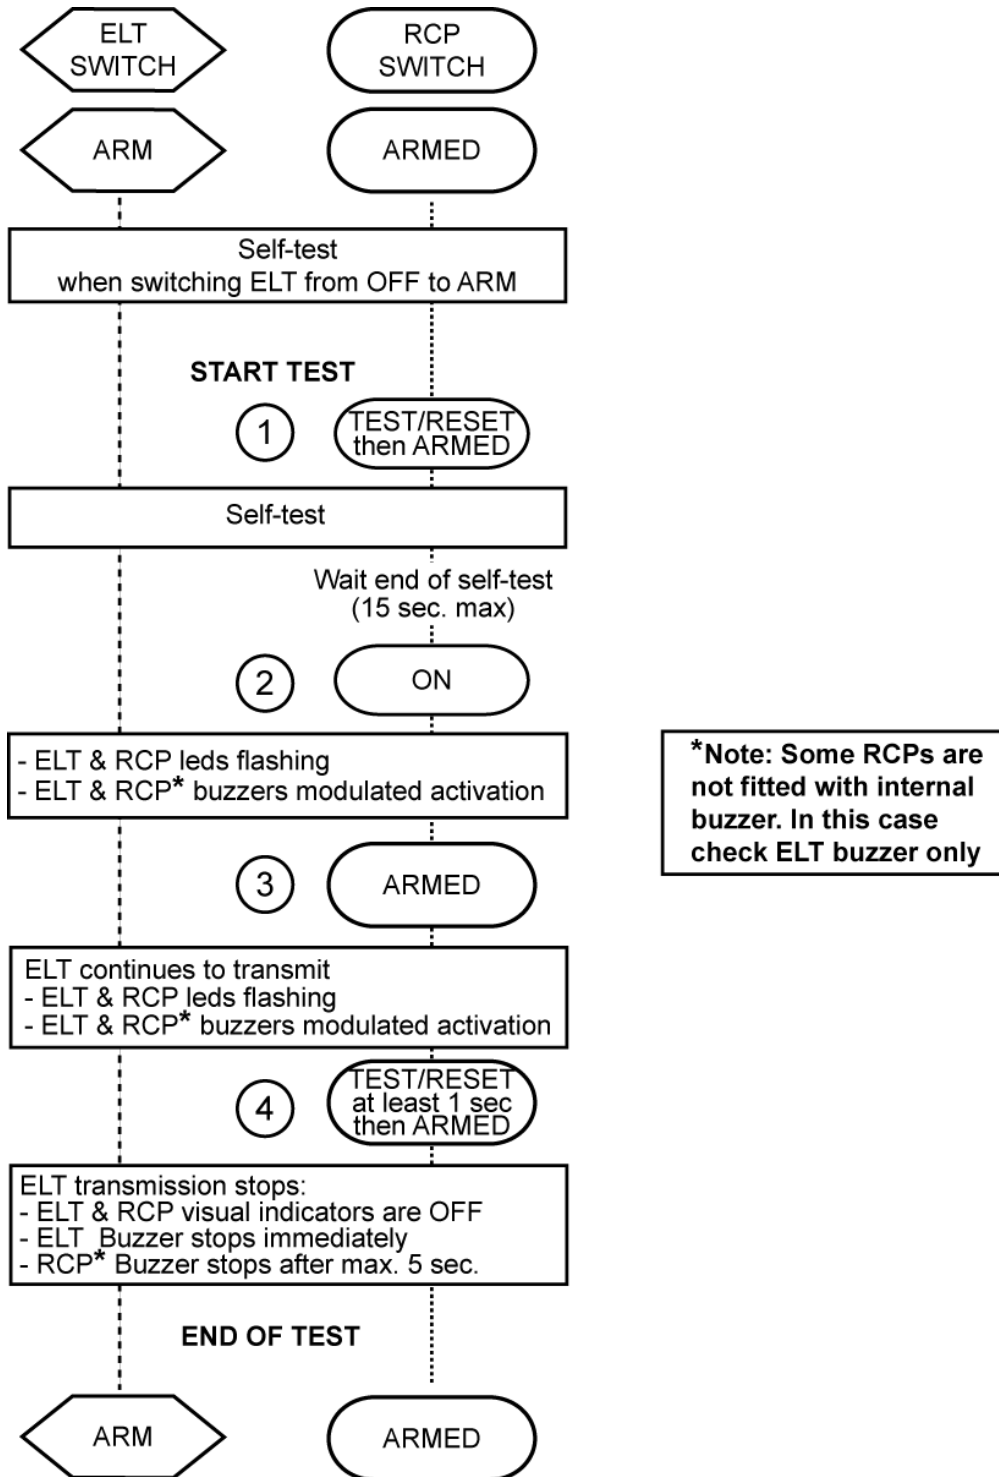 ELT
SWITCH
RCP
SWITCH
ARM
ARMED
Self-test
when switching ELT from OFF to ARM
START TEST
1
TEST/RESET
then ARMED
Self-test
Wait end of self-test
(15 sec. max)
2
ON
- ELT & RCP leds flashing
- ELT & RCP* buzzers modulated activation
*Note: Some RCPs are
not fitted with internal
buzzer. In this case
check ELT buzzer only
3
ARMED
ELT continues to transmit
- ELT & RCP leds flashing
- ELT & RCP* buzzers modulated activation
4
TEST/RESET
at least 1 sec
then ARMED
ELT transmission stops:
- ELT & RCP visual indicators are OFF
- ELT  Buzzer stops immediately
- RCP* Buzzer stops after max. 5 sec.
END OF TEST
ARM
ARMED